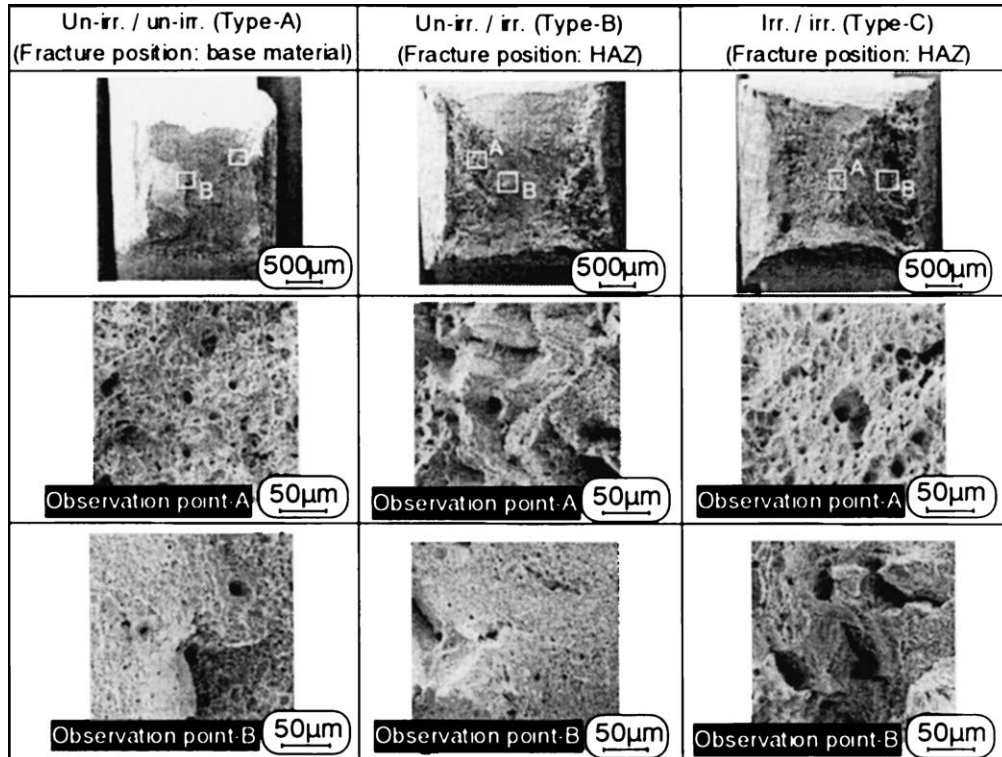 Un-irr. / un-irr. (Type-A)
(Fracture position: base material)
Un-irr. / irr. (Type-B)
(Fracture position: HAZ)
Irr. / irr. (Type-C)
(Fracture position: HAZ)
B
500μm
A
B
500μm
A
B
500μm
Observation point-A
50μm
Observation point-A
50μm
Observation point-A
50μm
Observation point-B
50μm
Observation point-B
50μm
Observation point-B
50μm